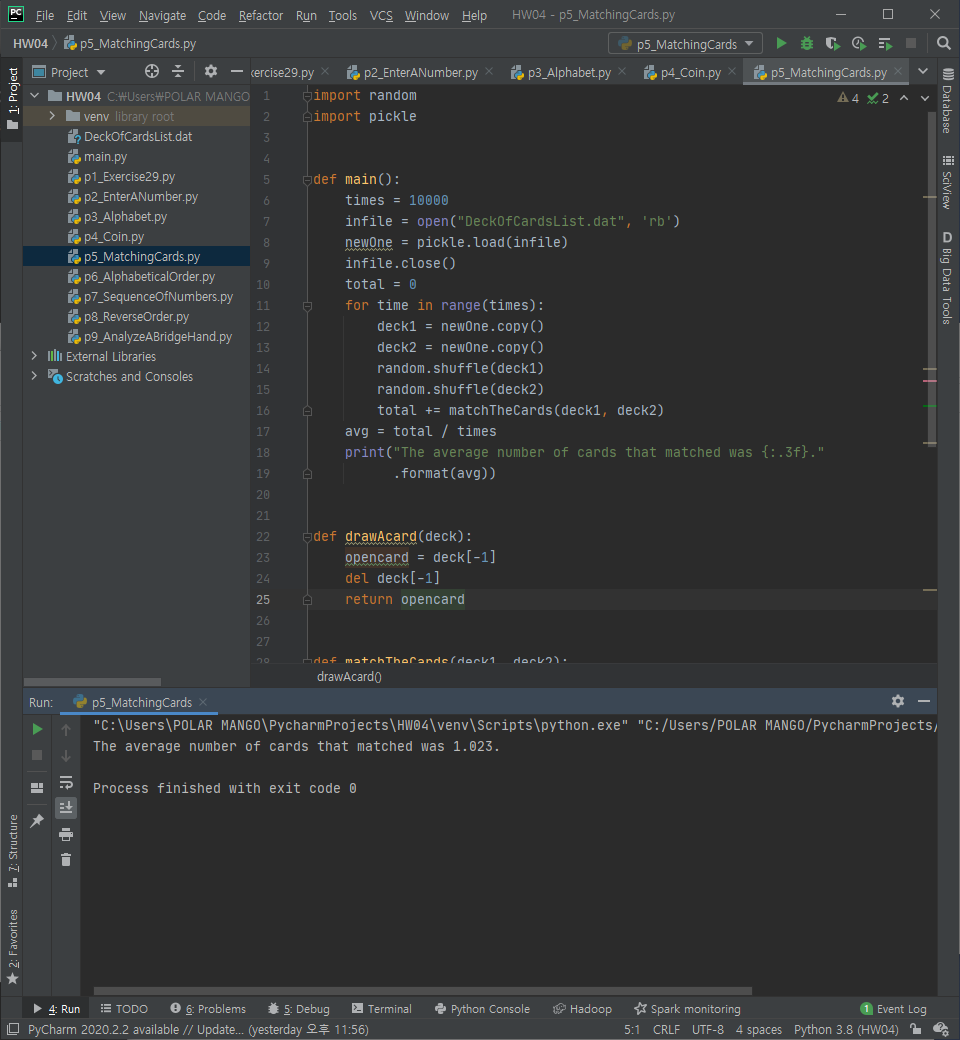 PC File Edit View Navigate Code Refactor Run Tools VCS Window Help HW04 - p5_MatchingCards.py
HW04 p5_MatchingCards.py p5_MatchingCards
1: Project
Project
HW04 C:₩Users₩POLAR MANGO
venv library root
DeckOfCardsList.dat
main.py
p1_Exercise29.py
p2_EnterANumber.py
p3_Alphabet.py
p4_Coin.py
p5_MatchingCards.py
p6_AlphabeticalOrder.py
p7_SequenceOfNumbers.py
p8_ReverseOrder.py
p9_AnalyzeABridgeHand.py
External Libraries
Scratches and Consoles
xercise29.py p2_EnterANumber.py p3_Alphabet.py p4_Coin.py p5_MatchingCards.py
4 2
1 import random
2 import pickle
3
4
5 def main():
6 times = 10000
7 infile = open("DeckOfCardsList.dat", 'rb')
8 newOne = pickle.load(infile)
9 infile.close()
10 total = 0
11 for time in range(times):
12 deck1 = newOne.copy()
13 deck2 = newOne.copy()
14 random.shuffle(deck1)
15 random.shuffle(deck2)
16 total += matchTheCards(deck1, deck2)
17 avg = total / times
18 print("The average number of cards that matched was {:.3f}."
19 .format(avg))
20
21
22 def drawAcard(deck):
23 opencard = deck[-1]
24 del deck[-1]
25 return opencard
26
27
28 def matchTheCards(deck1, deck2):
drawAcard()
Database
SciView
D Big Data Tools
Run: p5_MatchingCards
"C:\Users\POLAR MANGO\PycharmProjects\HW04\venv\Scripts\python.exe" "C:/Users/POLAR MANGO/PycharmProjects/
The average number of cards that matched was 1.023.
Process finished with exit code 0
7: Structure
2: Favorites
4: Run TODO 6: Problems 5: Debug Terminal Python Console Hadoop Spark monitoring 1 Event Log
PyCharm 2020.2.2 available // Update... (yesterday 오후 11:56) 5:1 CRLF UTF-8 4 spaces Python 3.8 (HW04)